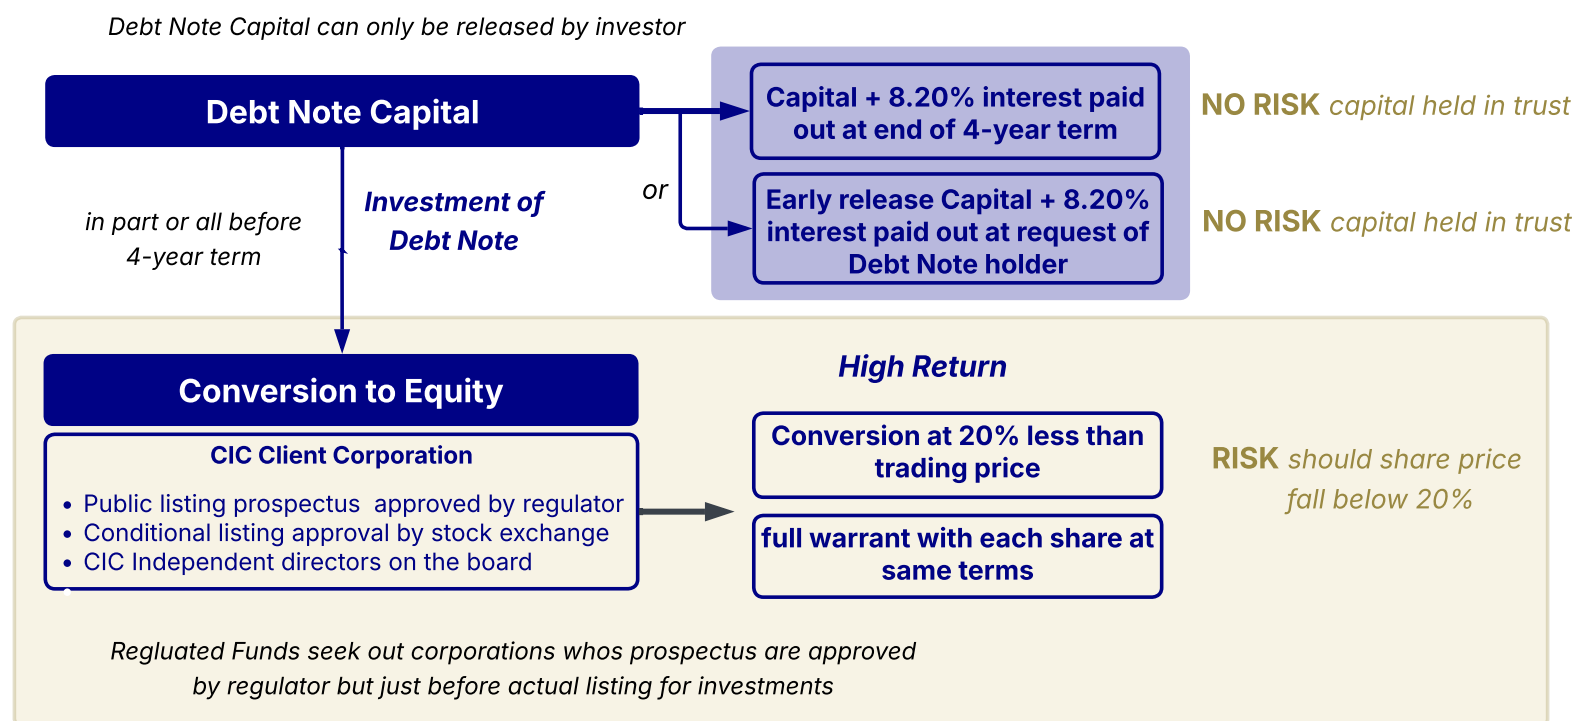 Debt Note Capital can only be released by investor
Debt Note Capital
Capital + 8.20% interest paid
out at end of 4-year term
NO RISK capital held in trust
in part or all before
4-year term
Investment of
Debt Note
or
Early release Capital + 8.20%
interest paid out at request of
Debt Note holder
NO RISK capital held in trust
Conversion to Equity
CIC Client Corporation
• Public listing prospectus  approved by regulator
• Conditional listing approval by stock exchange
• CIC Independent directors on the board
High Return
Conversion at 20% less than
trading price
full warrant with each share at
same terms
RISK should share price
fall below 20%
Regluated Funds seek out corporations whos prospectus are approved
by regulator but just before actual listing for investments